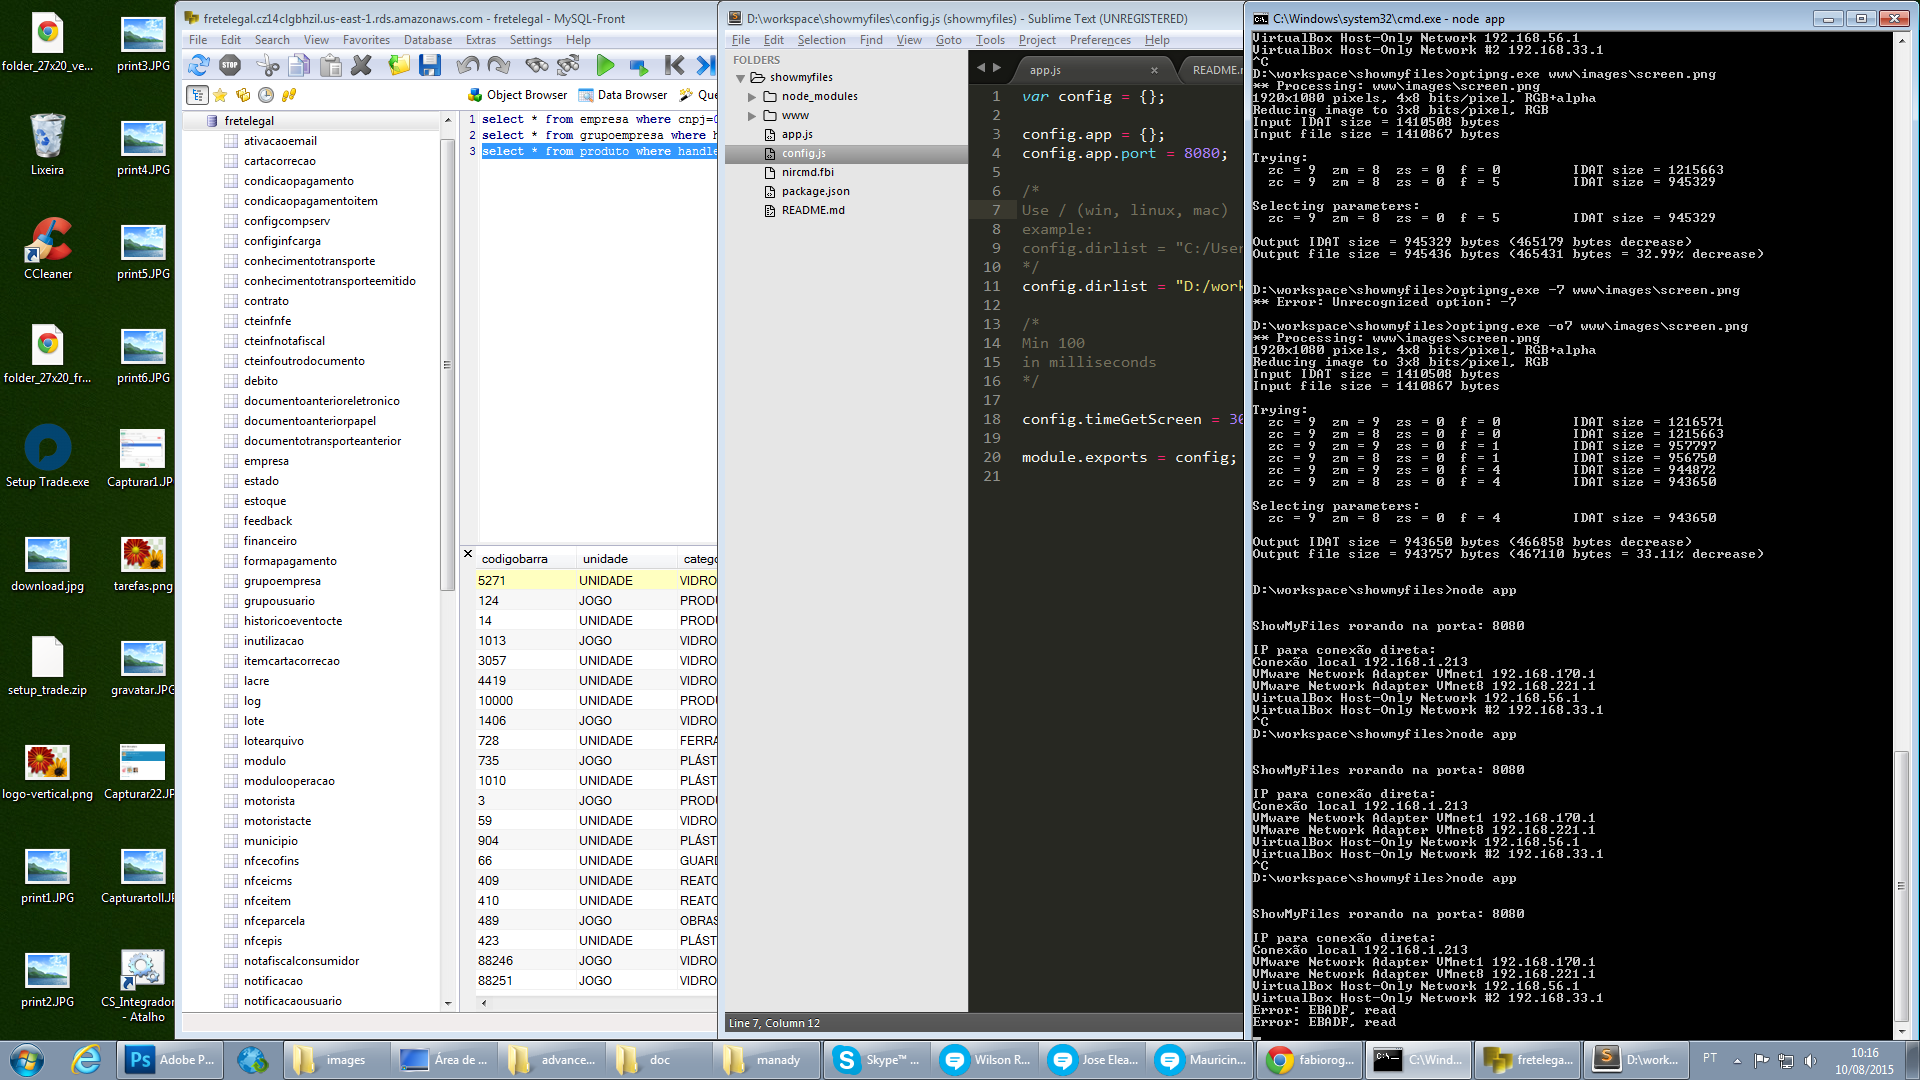 folder_27x20_ve...
print3.JPG
Lixeira
print4.JPG
CCleaner
print5.JPG
folder_27x20_fr...
print6.JPG
Setup Trade.exe
Capturar1.JP
download.jpg
tarefas.png
setup_trade.zip
gravatar.JPG
logo-vertical.png
Capturar22.JP
print1.JPG
Capturartoll.JP
print2.JPG
CS_Integrador
- Atalho
fretelegal.cz14clgbhzil.us-east-1.rds.amazonaws.com - fretelegal - MySQL-Front
File Edit Search View Favorites Database Extras Settings Help
STOP
Object Browser Data Browser Que
fretelegal
ativacaoemail
cartacorrecao
condicaopagamento
condicaopagamentoitem
configcompserv
configinfcarga
conhecimentotransporte
conhecimentotransporteemitido
contrato
cteinfnfe
cteinfnotafiscal
cteinfoutrodocumento
debito
documentoanterioreletronico
documentoanteriorpapel
documentotransporteanterior
empresa
estado
estoque
feedback
financeiro
formapagamento
grupoempresa
grupousuario
historicoeventocte
inutilizacao
itemcartacorrecao
lacre
log
lote
lotearquivo
modulo
modulooperacao
motorista
motoristacte
municipio
nfcecofins
nfceicms
nfceitem
nfceparcela
nfcepis
notafiscalconsumidor
notificacao
notificacaousuario
1 select * from empresa where cnpj=
2 select * from grupoempresa where h
3 select * from produto where handle
codigobarra unidade catego
5271 UNIDADE VIDRO
124 JOGO PRODU
14 UNIDADE PRODU
1013 JOGO VIDRO
3057 UNIDADE VIDRO
4419 UNIDADE VIDRO
10000 UNIDADE PRODU
1406 JOGO VIDRO
728 UNIDADE FERRA
735 JOGO PLÁST
1010 UNIDADE PLÁST
3 JOGO PRODU
59 UNIDADE VIDRO
904 UNIDADE PLÁST
66 UNIDADE GUARD
409 UNIDADE REATO
410 UNIDADE REATO
489 JOGO OBRAS
423 UNIDADE PLÁST
88246 JOGO VIDRO
88251 JOGO VIDRO
D:\workspace\showmyfiles\config.js (showmyfiles) - Sublime Text (UNREGISTERED)
File Edit Selection Find View Goto Tools Project Preferences Help
FOLDERS
showmyfiles
node_modules
www
app.js
config.js
nircmd.fbi
package.json
README.md
app.js README.m
1 var config = {};
2
3 config.app = {};
4 config.app.port = 8080;
5
6 /*
7 Use / (win, linux, mac)
8 example:
9 config.dirlist = "C:/User
10 */
11 config.dirlist = "D:/work
12
13 /*
14 Min 100
15 in milliseconds
16 */
17
18 config.timeGetScreen = 30
19
20 module.exports = config;
21
Line 7, Column 12
C:\Windows\system32\cmd.exe - node app
VirtualBox Host-Only Network 192.168.56.1
VirtualBox Host-Only Network #2 192.168.33.1
^C
D:\workspace\showmyfiles>optipng.exe www\images\screen.png
** Processing: www\images\screen.png
1920x1080 pixels, 4x8 bits/pixel, RGB+alpha
Reducing image to 3x8 bits/pixel, RGB
Input IDAT size = 1410508 bytes
Input file size = 1410867 bytes
Trying:
zc = 9 zm = 8 zs = 0 f = 0 IDAT size = 1215663
zc = 9 zm = 8 zs = 0 f = 5 IDAT size = 945329
Selecting parameters:
zc = 9 zm = 8 zs = 0 f = 5 IDAT size = 945329
Output IDAT size = 945329 bytes (465179 bytes decrease)
Output file size = 945436 bytes (465431 bytes = 32.99% decrease)
D:\workspace\showmyfiles>optipng.exe -7 www\images\screen.png
** Error: Unrecognized option: -7
D:\workspace\showmyfiles>optipng.exe -o7 www\images\screen.png
** Processing: www\images\screen.png
1920x1080 pixels, 4x8 bits/pixel, RGB+alpha
Reducing image to 3x8 bits/pixel, RGB
Input IDAT size = 1410508 bytes
Input file size = 1410867 bytes
Trying:
zc = 9 zm = 9 zs = 0 f = 0 IDAT size = 1216571
zc = 9 zm = 8 zs = 0 f = 0 IDAT size = 1215663
zc = 9 zm = 9 zs = 0 f = 1 IDAT size = 957797
zc = 9 zm = 8 zs = 0 f = 1 IDAT size = 956750
zc = 9 zm = 9 zs = 0 f = 4 IDAT size = 944872
zc = 9 zm = 8 zs = 0 f = 4 IDAT size = 943650
Selecting parameters:
zc = 9 zm = 8 zs = 0 f = 4 IDAT size = 943650
Output IDAT size = 943650 bytes (466858 bytes decrease)
Output file size = 943757 bytes (467110 bytes = 33.11% decrease)
D:\workspace\showmyfiles>node app
ShowMyFiles rorando na porta: 8080
IP para conexão direta:
Conexão local 192.168.1.213
VMware Network Adapter VMnet1 192.168.170.1
VMware Network Adapter VMnet8 192.168.221.1
VirtualBox Host-Only Network 192.168.56.1
VirtualBox Host-Only Network #2 192.168.33.1
^C
D:\workspace\showmyfiles>node app
ShowMyFiles rorando na porta: 8080
IP para conexão direta:
Conexão local 192.168.1.213
VMware Network Adapter VMnet1 192.168.170.1
VMware Network Adapter VMnet8 192.168.221.1
VirtualBox Host-Only Network 192.168.56.1
VirtualBox Host-Only Network #2 192.168.33.1
^C
D:\workspace\showmyfiles>node app
ShowMyFiles rorando na porta: 8080
IP para conexão direta:
Conexão local 192.168.1.213
VMware Network Adapter VMnet1 192.168.170.1
VMware Network Adapter VMnet8 192.168.221.1
VirtualBox Host-Only Network 192.168.56.1
VirtualBox Host-Only Network #2 192.168.33.1
Error: EBADF, read
Error: EBADF, read
Ps Adobe P... images Área de ... advance... doc manady Skype™ ... Wilson R... Jose Elea... Mauricin... fabiorog... C:\Wind... fretelega... D:\work... PT 10:16
10/08/2015